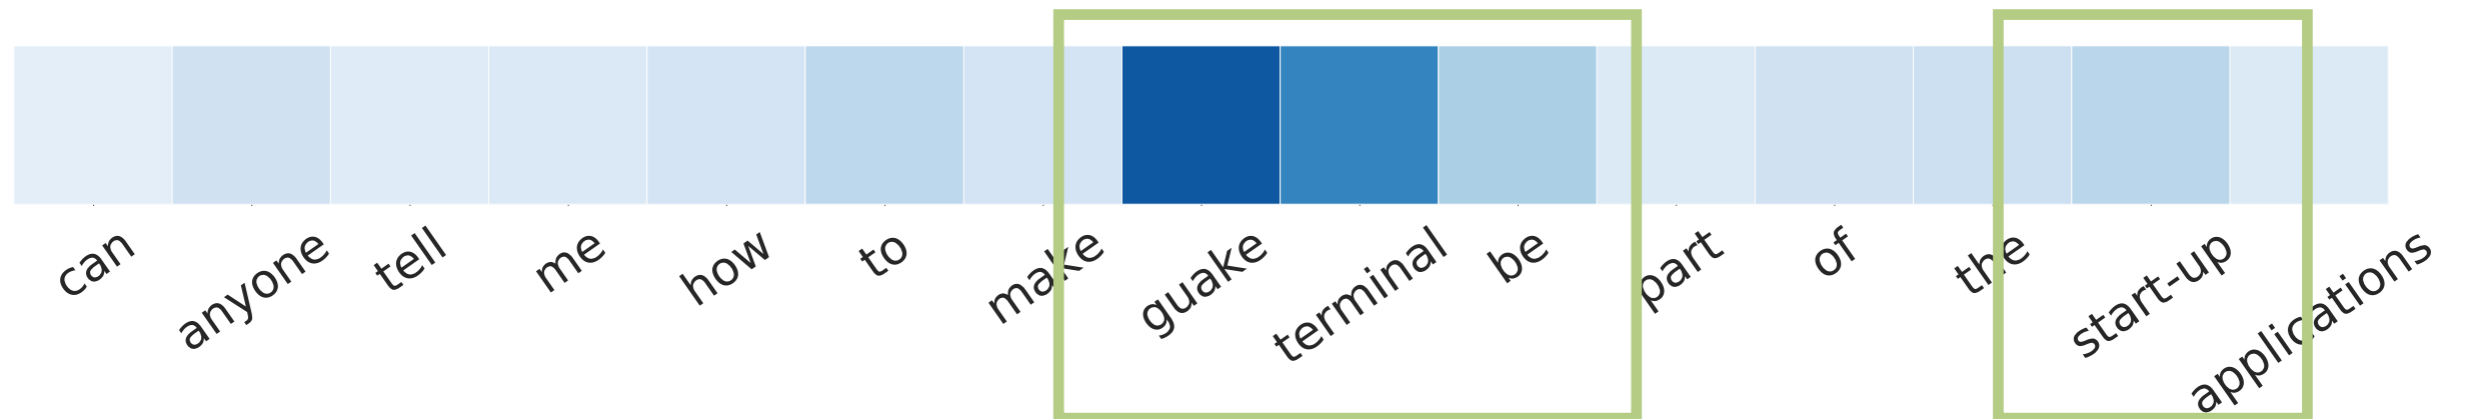 can anyone tell me how to make guake terminal be part of the start-up applications